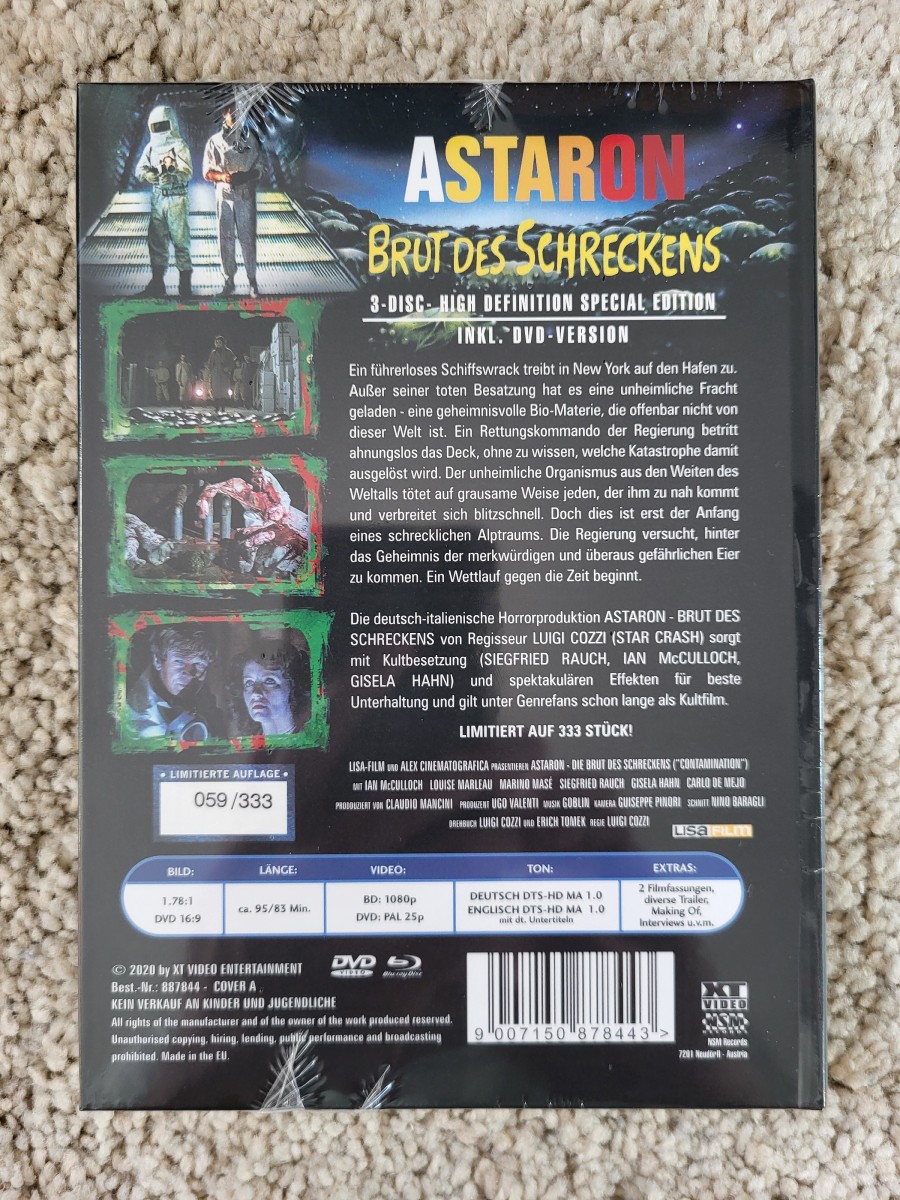 ASTARON
BRUT DES SCHRECKENS
3-DISC- HIGH DEFINITION SPECIAL EDITION
INKL. DVD-VERSION
Ein führerloses Schiffswrack treibt in New York auf den Hafen zu.
Außer seiner toten Besatzung hat es eine unheimliche Fracht
geladen - eine geheimnisvolle Bio-Materie, die offenbar nicht von
dieser Welt ist. Ein Rettungskommando der Regierung betritt
ahnungslos das Deck, ohne zu wissen, welche Katastrophe damit
ausgelöst wird. Der unheimliche Organismus aus den Weiten des
Weltalls tötet auf grausame Weise jeden, der ihm zu nah kommt
und verbreitet sich blitzschnell. Doch dies ist erst der Anfang
eines schrecklichen Alptraums. Die Regierung versucht, hinter
das Geheimnis der merkwürdigen und überaus gefährlichen Eier
zu kommen. Ein Wettlauf gegen die Zeit beginnt.
Die deutsch-italienische Horrorproduktion ASTARON - BRUT DES
SCHRECKENS von Regisseur LUIGI COZZI (STAR CRASH) sorgt
mit Kultbesetzung (SIEGFRIED RAUCH, IAN McCULLOCH,
GISELA HAHN) und spektakulären Effekten für beste
Unterhaltung und gilt unter Genrefans schon lange als Kultfilm.
LIMITIERT AUF 333 STÜCK!
LISA-FILM UND ALEX CINEMATOGRAFICA PRÄSENTIEREN ASTARON - DIE BRUT DES SCHRECKENS ("CONTAMINATION")
MIT IAN McCULLOCH LOUISE MARLEAU MARINO MASÉ SIEGFRIED RAUCH GISELA HAHN CARLO DE MEJO
PRODUZIERT VON CLAUDIO MANCINI PRODUZENT UGO VALENTI MUSIK GOBLIN KAMERA GUISEPPE PINORI SCHNITT NINO BARAGLI
DREHBUCH LUIGI COZZI UND ERICH TOMEK REGIE LUIGI COZZI
LISA FILM
• LIMITIERTE AUFLAGE •
059/333
BILD: LÄNGE: VIDEO: TON: EXTRAS:
1.78:1
DVD 16:9
ca. 95/83 Min.
BD: 1080p
DVD: PAL 25p
DEUTSCH DTS-HD MA 1.0
ENGLISCH DTS-HD MA 1.0
mit dt. Untertiteln
2 Filmfassungen,
diverse Trailer,
Making Of,
Interviews u.v.m.
© 2020 by XT VIDEO ENTERTAINMENT
Best.-Nr.: 887844 - COVER A
KEIN VERKAUF AN KINDER UND JUGENDLICHE
All rights of the manufacturer and of the owner of the work produced reserved.
Unauthorised copying, hiring, lending, public performance and broadcasting
prohibited. Made in the EU.
DVD VIDEO
Blu-ray Disc
9 007150 878443 >
XT
VIDEO
NSM
NSM Records
7201 Neudörfl - Austria